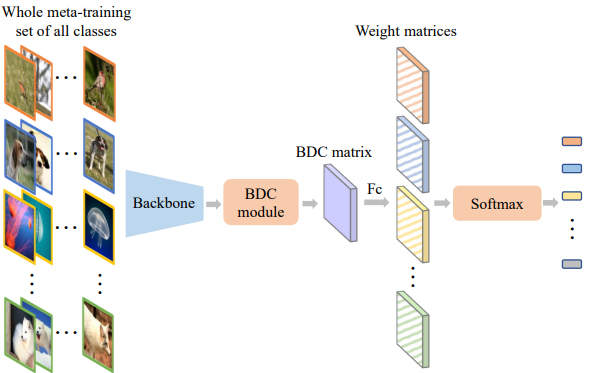 Whole meta-training
set of all classes
Weight matrices
BDC matrix
Backbone
BDC
module
Fc
Softmax